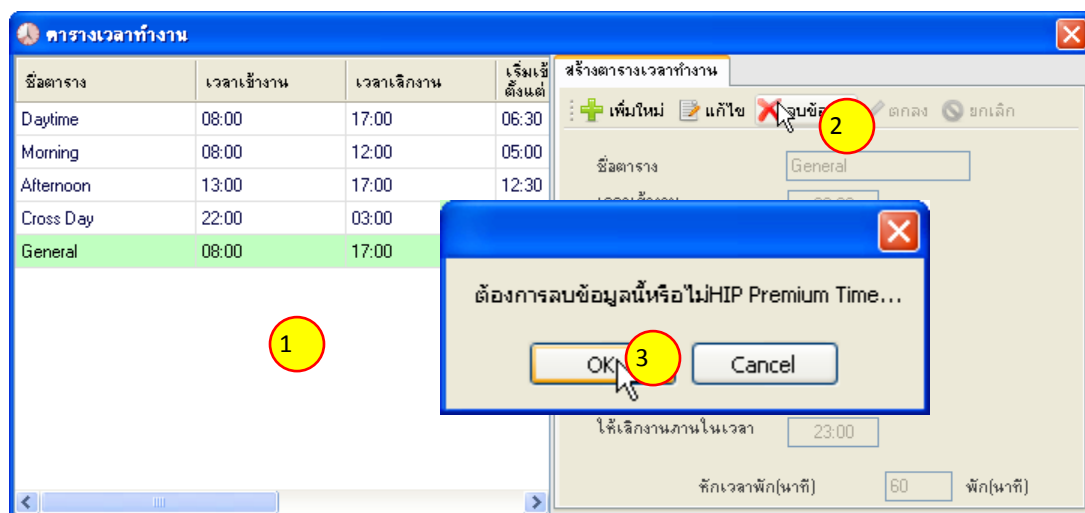 ตารางเวลาทำงาน
ชื่อตาราง เวลาเข้างาน เวลาเลิกงาน เริ่มเข้
ตั้งแต่
Daytime 08:00 17:00 06:30
Morning 08:00 12:00 05:00
Afternoon 13:00 17:00 12:30
Cross Day 22:00 03:00
General 08:00 17:00
1
สร้างตารางเวลาทำงาน
เพิ่มใหม่ แก้ไข ลบข้อ 2 ตกลง ยกเลิก
ชื่อตาราง General
ต้องการลบข้อมูลนี้หรือไม่HIP Premium Time...
OK 3 Cancel
ให้เลิกงานภายในเวลา 23:00
หักเวลาพัก(นาที) 60 พัก(นาที)